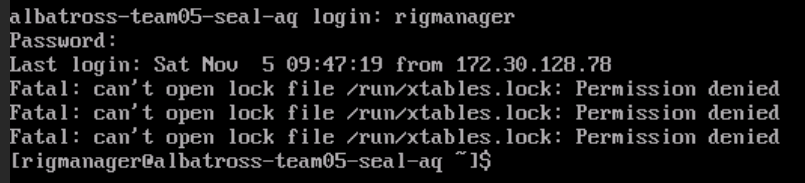 albatross-team05-seal-aq login: rigmanager
Password:
Last login: Sat Nov  5 09:47:19 from 172.30.128.78
Fatal: can't open lock file /run/xtables.lock: Permission denied
Fatal: can't open lock file /run/xtables.lock: Permission denied
Fatal: can't open lock file /run/xtables.lock: Permission denied
[rigmanager@albatross-team05-seal-aq ~]$